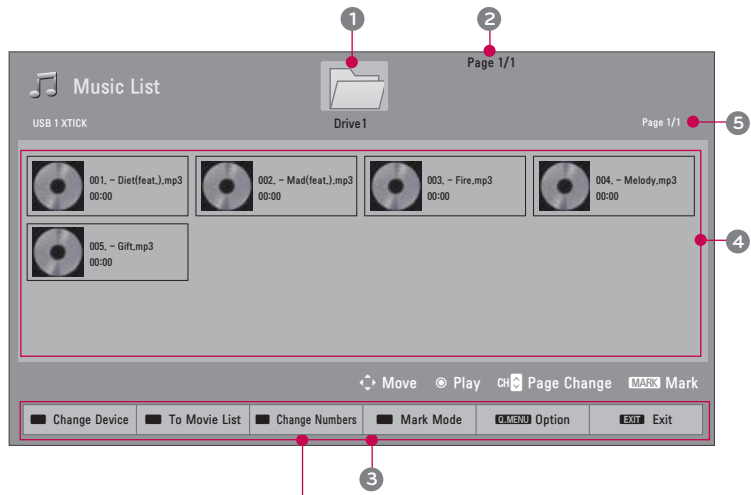 1
2
Page 1/1
Music List
Drive1
USB 1 XTICK
Page 1/1
5
001. - Diet(feat.).mp3
00:00
002. - Mad(feat.).mp3
00:00
003. - Fire.mp3
00:00
004. - Melody.mp3
00:00
4
005. - Gift.mp3
00:00
Move
Play
CH Page Change
MARK Mark
Change Device
To Movie List
Change Numbers
Mark Mode
Q.MENU Option
EXIT Exit
3